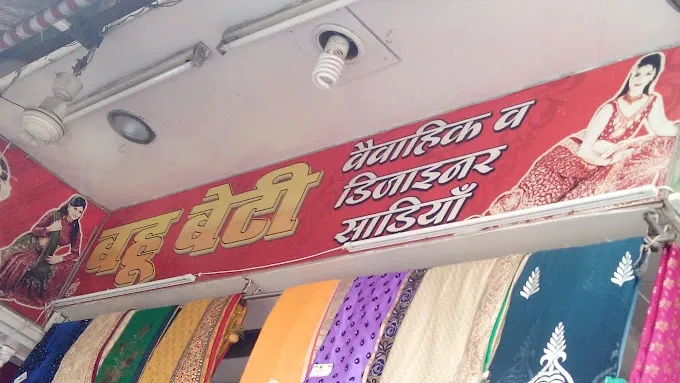 बहू बेटी
वैवाहिक व
डिजाइनर
साडियाँ